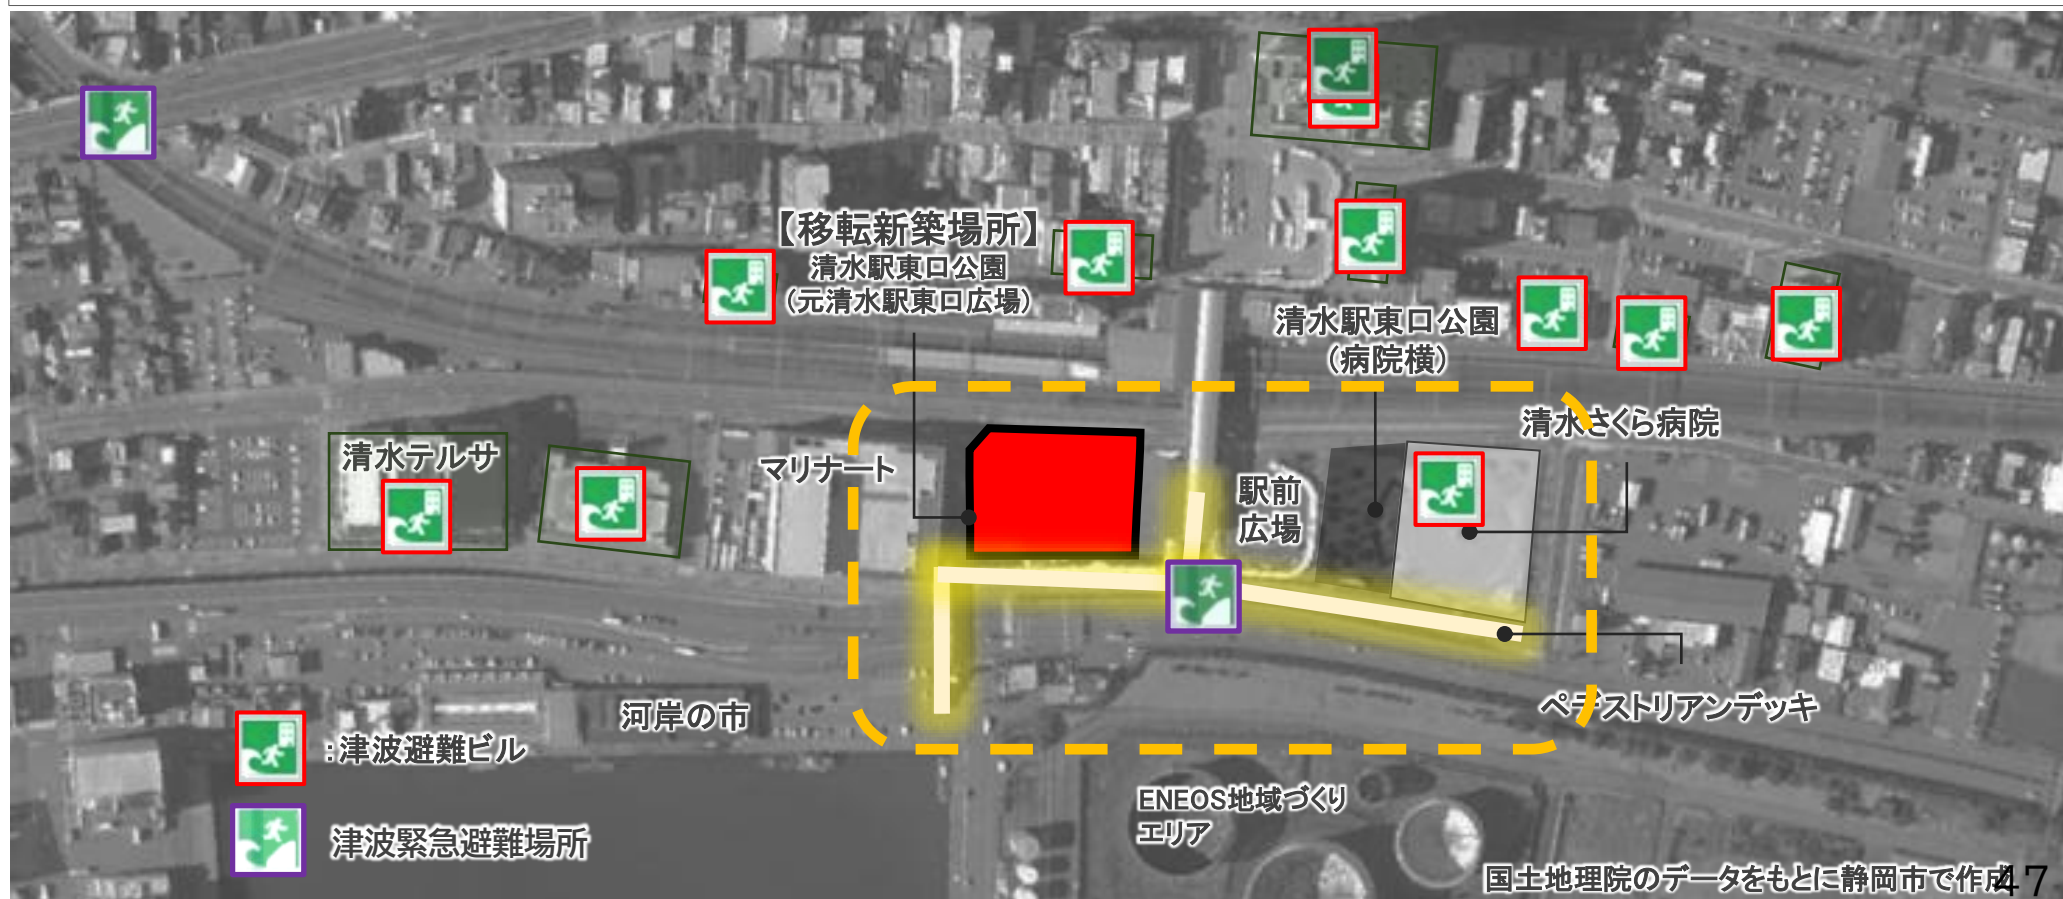 【移転新築場所】
清水駅東口公園
（元清水駅東口広場）
清水駅東口公園
（病院横）
清水さくら病院
清水テルサ
マリナート
駅前
広場
河岸の市
ペデストリアンデッキ
：津波避難ビル
津波緊急避難場所
ENEOS地域づくり
エリア
国土地理院のデータをもとに静岡市で作成
47